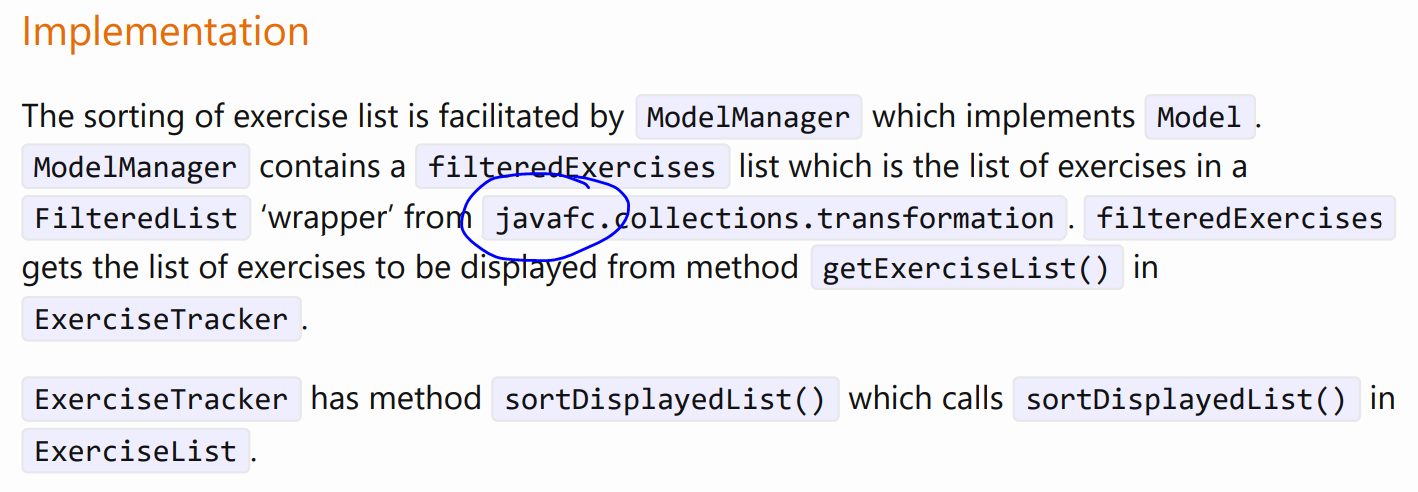 Implementation
The sorting of exercise list is facilitated by ModelManager which implements Model .
ModelManager contains a filteredExercises list which is the list of exercises in a
FilteredList ‘wrapper’ from javafc.collections.transformation . filteredExercises
gets the list of exercises to be displayed from method getExerciseList() in
ExerciseTracker .
ExerciseTracker has method sortDisplayedList() which calls sortDisplayedList() in
ExerciseList .